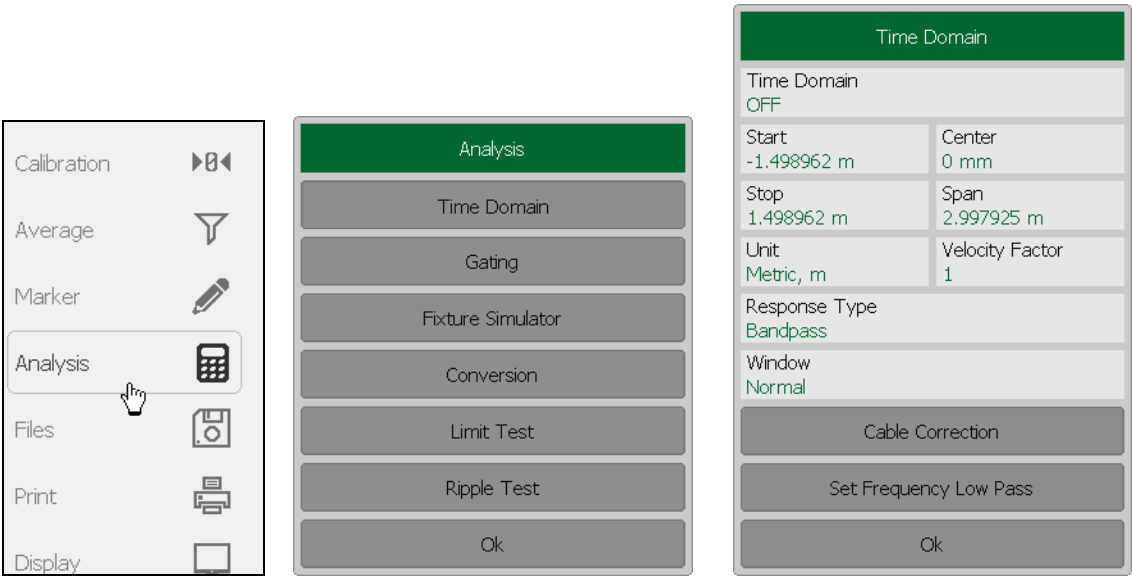 Calibration
Average
Marker
Analysis
Files
Print
Display
Analysis
Time Domain
Gating
Fixture Simulator
Conversion
Limit Test
Ripple Test
Ok
Time Domain
Time Domain
OFF
Start
-1.498962 m
Center
0 mm
Stop
1.498962 m
Span
2.997925 m
Unit
Metric, m
Velocity Factor
1
Response Type
Bandpass
Window
Normal
Cable Correction
Set Frequency Low Pass
Ok